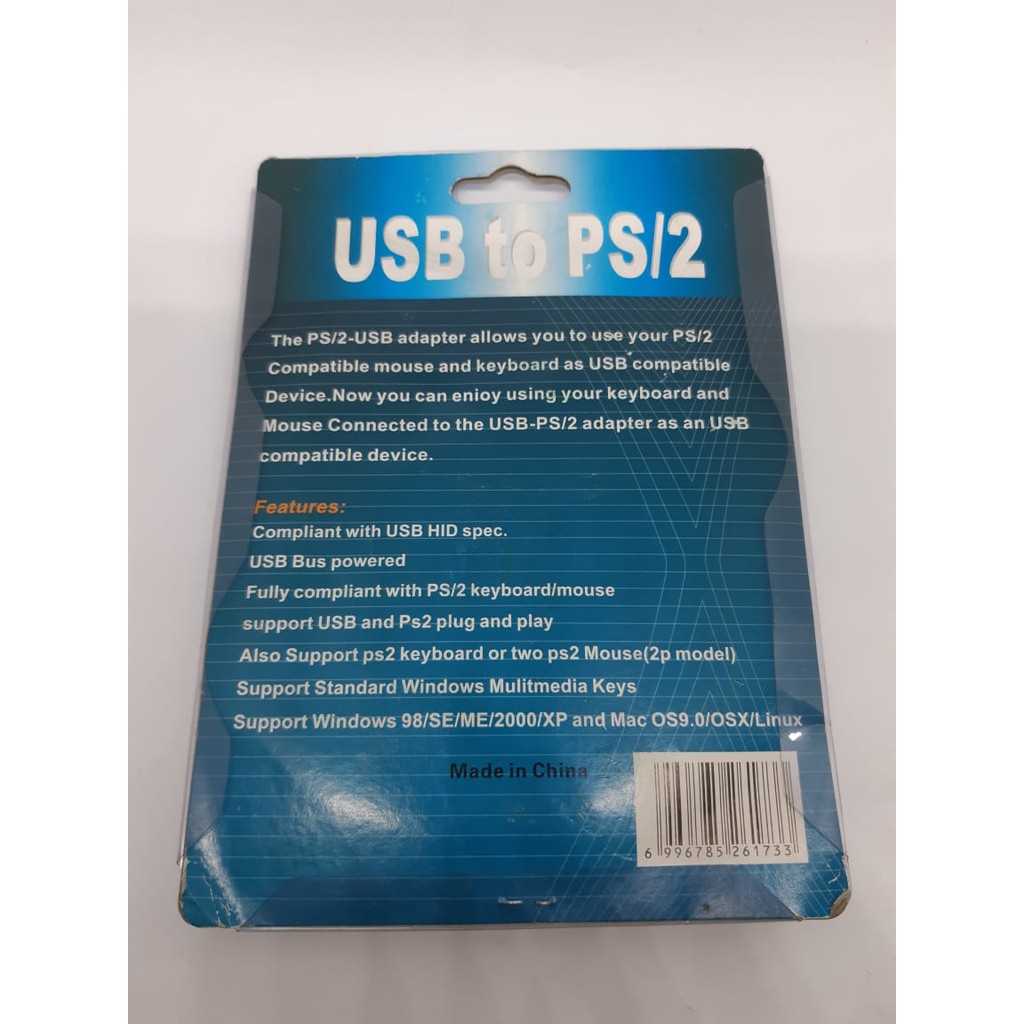 USB to PS/2
The PS/2-USB adapter allows you to use your PS/2
Compatible mouse and keyboard as USB compatible
Device.Now you can enjoy using your keyboard and
Mouse Connected to the USB-PS/2 adapter as an USB
compatible device.
Features:
Compliant with USB HID spec.
USB Bus powered
Fully compliant with PS/2 keyboard/mouse
support USB and Ps2 plug and play
Also Support ps2 keyboard or two ps2 Mouse(2p model)
Support Standard Windows Mulitmedia Keys
Support Windows 98/SE/ME/2000/XP and Mac OS9.0/OSX/Linux
Made in China
6 996785 261733